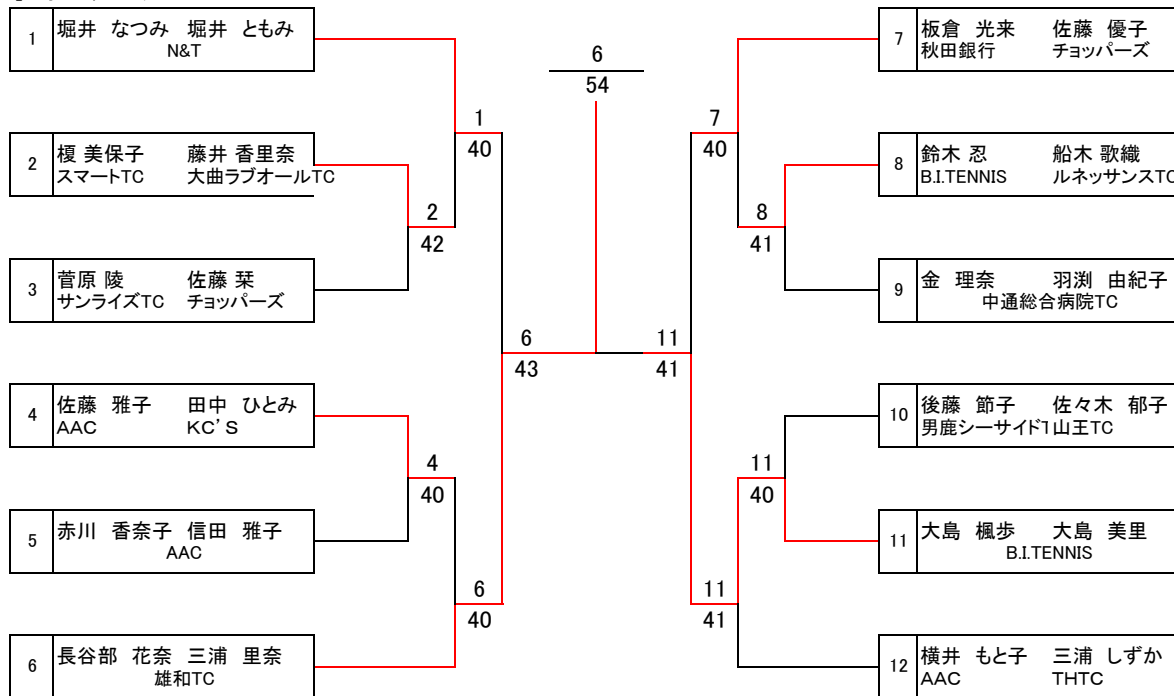 1
堀井 なつみ 堀井 ともみ
N&T
2
榎 美保子 藤井 香里奈
スマートTC 大曲ラブオールTC
3
菅原 陵 佐藤 栞
サンライズTC チョッパーズ
4
佐藤 雅子 田中 ひとみ
AAC KC'S
5
赤川 香奈子 信田 雅子
AAC
6
長谷部 花奈 三浦 里奈
雄和TC
1
40
2
42
4
40
6
40
6
43
6
54
11
41
7
40
8
41
11
40
11
41
7
板倉 光来 佐藤 優子
秋田銀行 チョッパーズ
8
鈴木 忍 船木 歌織
B.I.TENNIS ルネッサンスTC
9
金 理奈 羽渕 由紀子
中通総合病院TC
10
後藤 節子 佐々木 郁子
男鹿シーサイド 山王TC
11
大島 楓歩 大島 美里
B.I.TENNIS
12
横井 もと子 三浦 しずか
AAC THTC